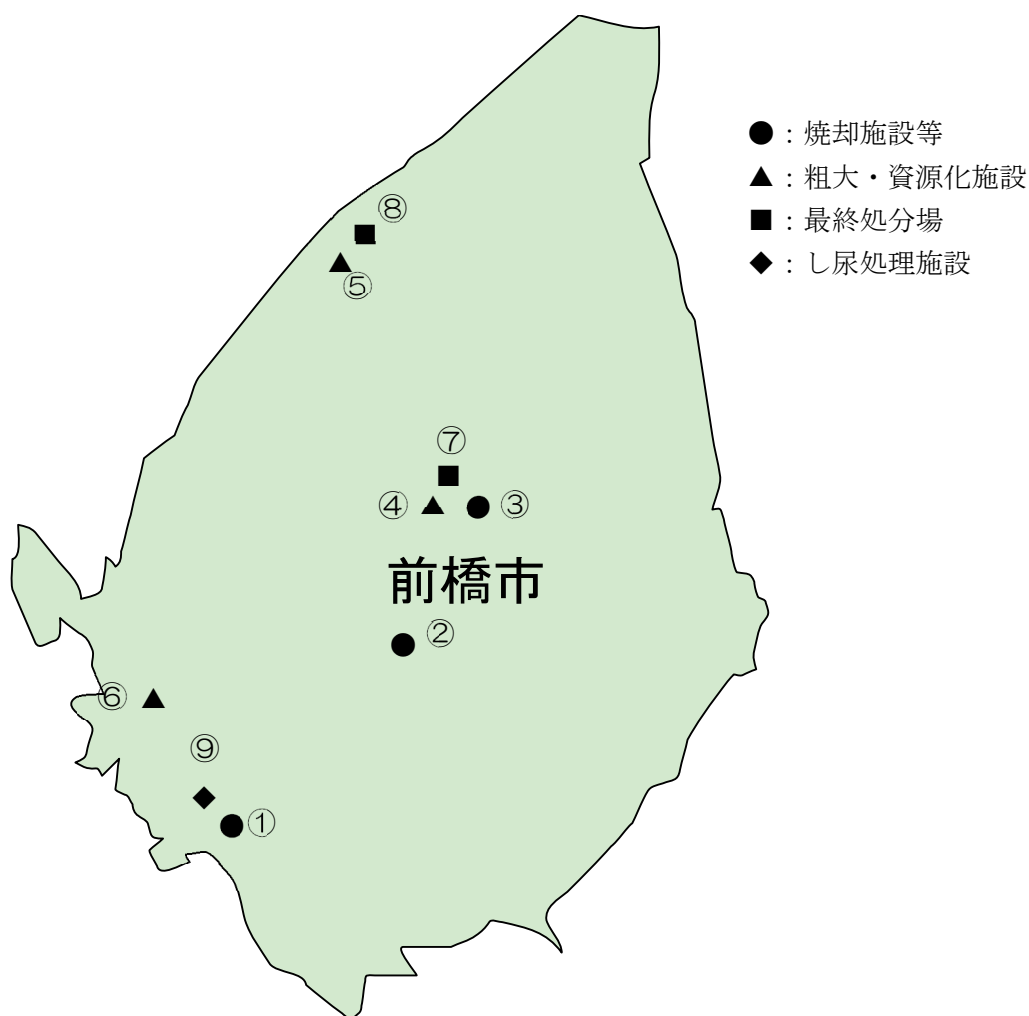 ●：焼却施設等
▲：粗大・資源化施設
■：最終処分場
◆：し尿処理施設
⑧
⑤
⑦
④
③
前橋市
②
⑥
⑨
①